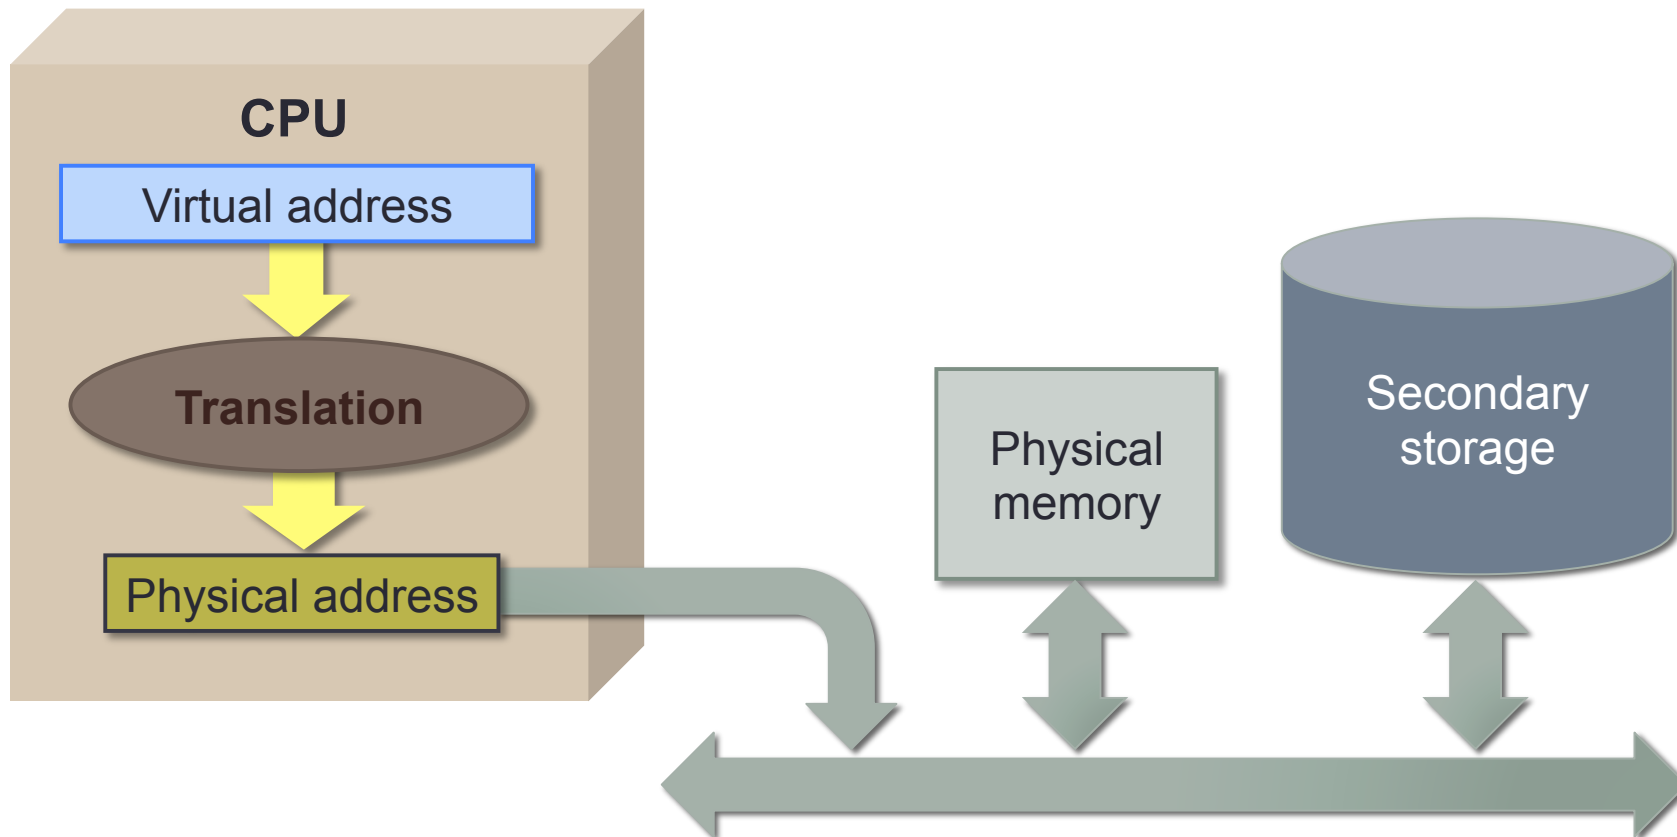 CPU
Virtual address
Translation
Physical address
Physical
memory
Secondary
storage